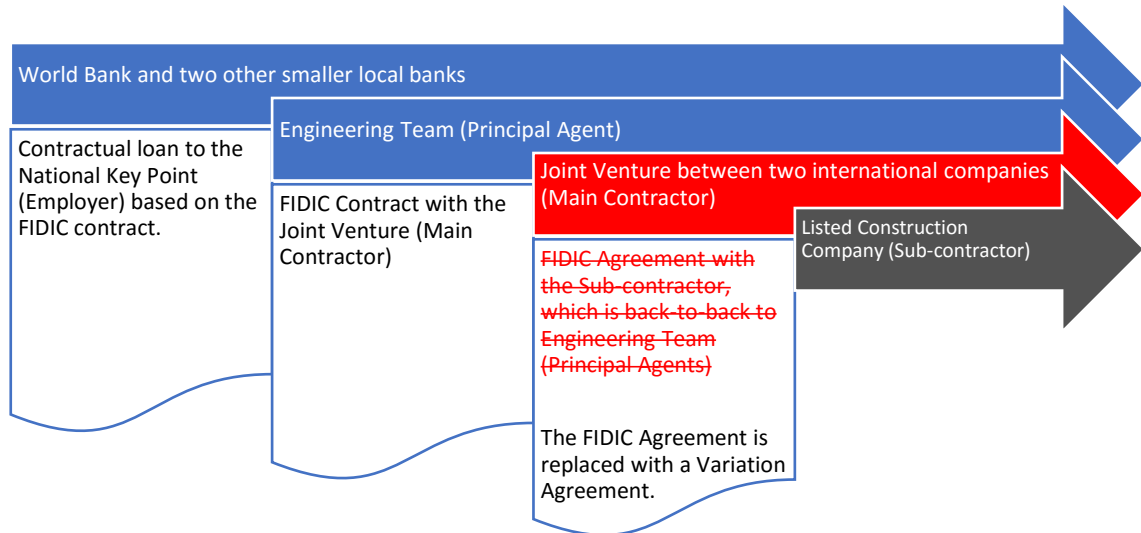 World Bank and two other smaller local banks
Contractual loan to the
National Key Point
(Employer) based on the
FIDIC contract.
Engineering Team (Principal Agent)
FIDIC Contract with the
Joint Venture (Main
Contractor)
Joint Venture between two international companies
(Main Contractor)
FIDIC Agreement with
the Sub-contractor,
which is back-to-back to
Engineering Team
(Principal Agents)
The FIDIC Agreement is
replaced with a Variation
Agreement.
Listed Construction
Company (Sub-contractor)